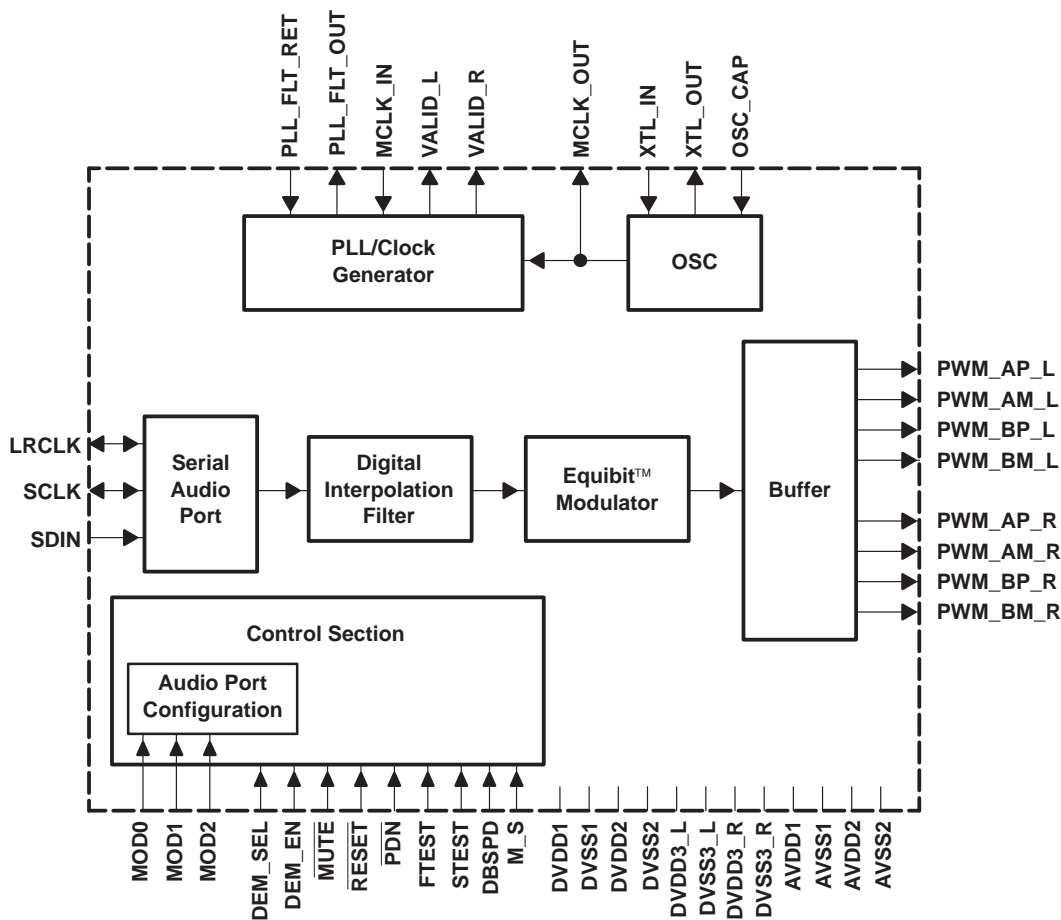 PLL_FLT_RET
PLL_FLT_OUT
MCLK_IN
VALID_L
VALID_R
MCLK_OUT
XTL_IN
XTL_OUT
OSC_CAP
PLL/Clock
Generator
OSC
LRCLK
SCLK
SDIN
Serial
Audio
Port
Digital
Interpolation
Filter
Equibit™
Modulator
Buffer
PWM_AP_L
PWM_AM_L
PWM_BP_L
PWM_BM_L
PWM_AP_R
PWM_AM_R
PWM_BP_R
PWM_BM_R
Control Section
Audio Port
Configuration
MOD0
MOD1
MOD2
DEM_SEL
DEM_EN
MUTE
RESET
PDN
FTEST
STEST
DBSPD
M_S
DVDD1
DVSS1
DVDD2
DVSS2
DVDD3_L
DVSS3_L
DVDD3_R
DVSS3_R
AVDD1
AVSS1
AVDD2
AVSS2